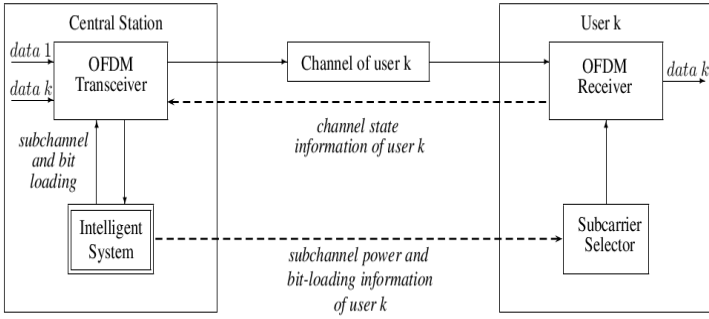 Central Station
User k
data 1
data k
OFDM
Transceiver
Channel of user k
OFDM
Receiver
data k
channel state
information of user k
subchannel
and bit
loading
Intelligent
System
Subcarrier
Selector
subchannel power and
bit-loading information
of user k